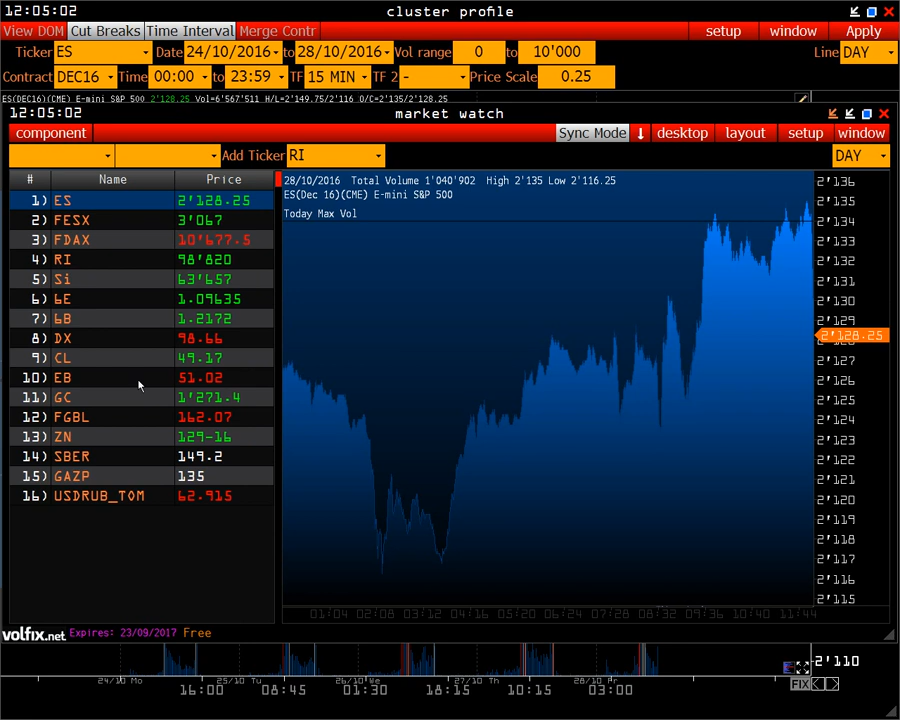 12:05:02 cluster profile
View DOM Cut Breaks Time Interval Merge Contr setup window Apply
Ticker ES Date 24/10/2016 to 28/10/2016 Vol range 0 to 10'000 Line DAY
Contract DEC16 Time 00:00 to 23:59 TF 15 MIN TF 2 - Price Scale 0.25
ES(DEC16)(CME) E-mini S&P 500 2'128.25 Vol=6'567'511 H/L=2'149.75/2'116 O/C=2'135/2'128.25
12:05:02 market watch
component Sync Mode ↓ desktop layout setup window
Add Ticker RI DAY
# Name Price
1) ES 2'128.25
2) FESX 3'067
3) FDAX 10'677.5
4) RI 98'820
5) Si 63'657
6) 6E 1.09635
7) 6B 1.2172
8) DX 98.66
9) CL 49.17
10) EB 51.02
11) GC 1'271.4
12) FGBL 162.07
13) ZN 129-16
14) SBER 149.2
15) GAZP 135
16) USDRUB_TOM 62.915
28/10/2016 Total Volume 1'040'902 High 2'135 Low 2'116.25
ES(Dec 16)(CME) E-mini S&P 500
Today Max Vol
2'136
2'135
2'134
2'133
2'132
2'131
2'130
2'129
2'128.25
2'127
2'126
2'125
2'124
2'123
2'122
2'121
2'120
2'119
2'118
2'117
2'116
2'115
01:04 02:08 03:12 04:16 05:20 06:24 07:28 08:32 09:36 10:40 11:44
volfix.net Expires: 23/09/2017 Free
2'110
24/10 Mo 25/10 Tu 26/10 We 27/10 Th 28/10 Fr
16:00 08:45 01:30 18:15 10:15 03:00
FIX